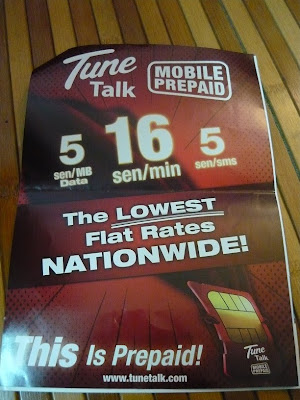 Tune
Talk
MOBILE
PREPAID
5 16 5
sen/MB sen/min sen/sms
Data
The LOWEST
Flat Rates
NATIONWIDE!
Tune
Talk
MOBILE
PREPAID
This Is Prepaid!
www.tunetalk.com